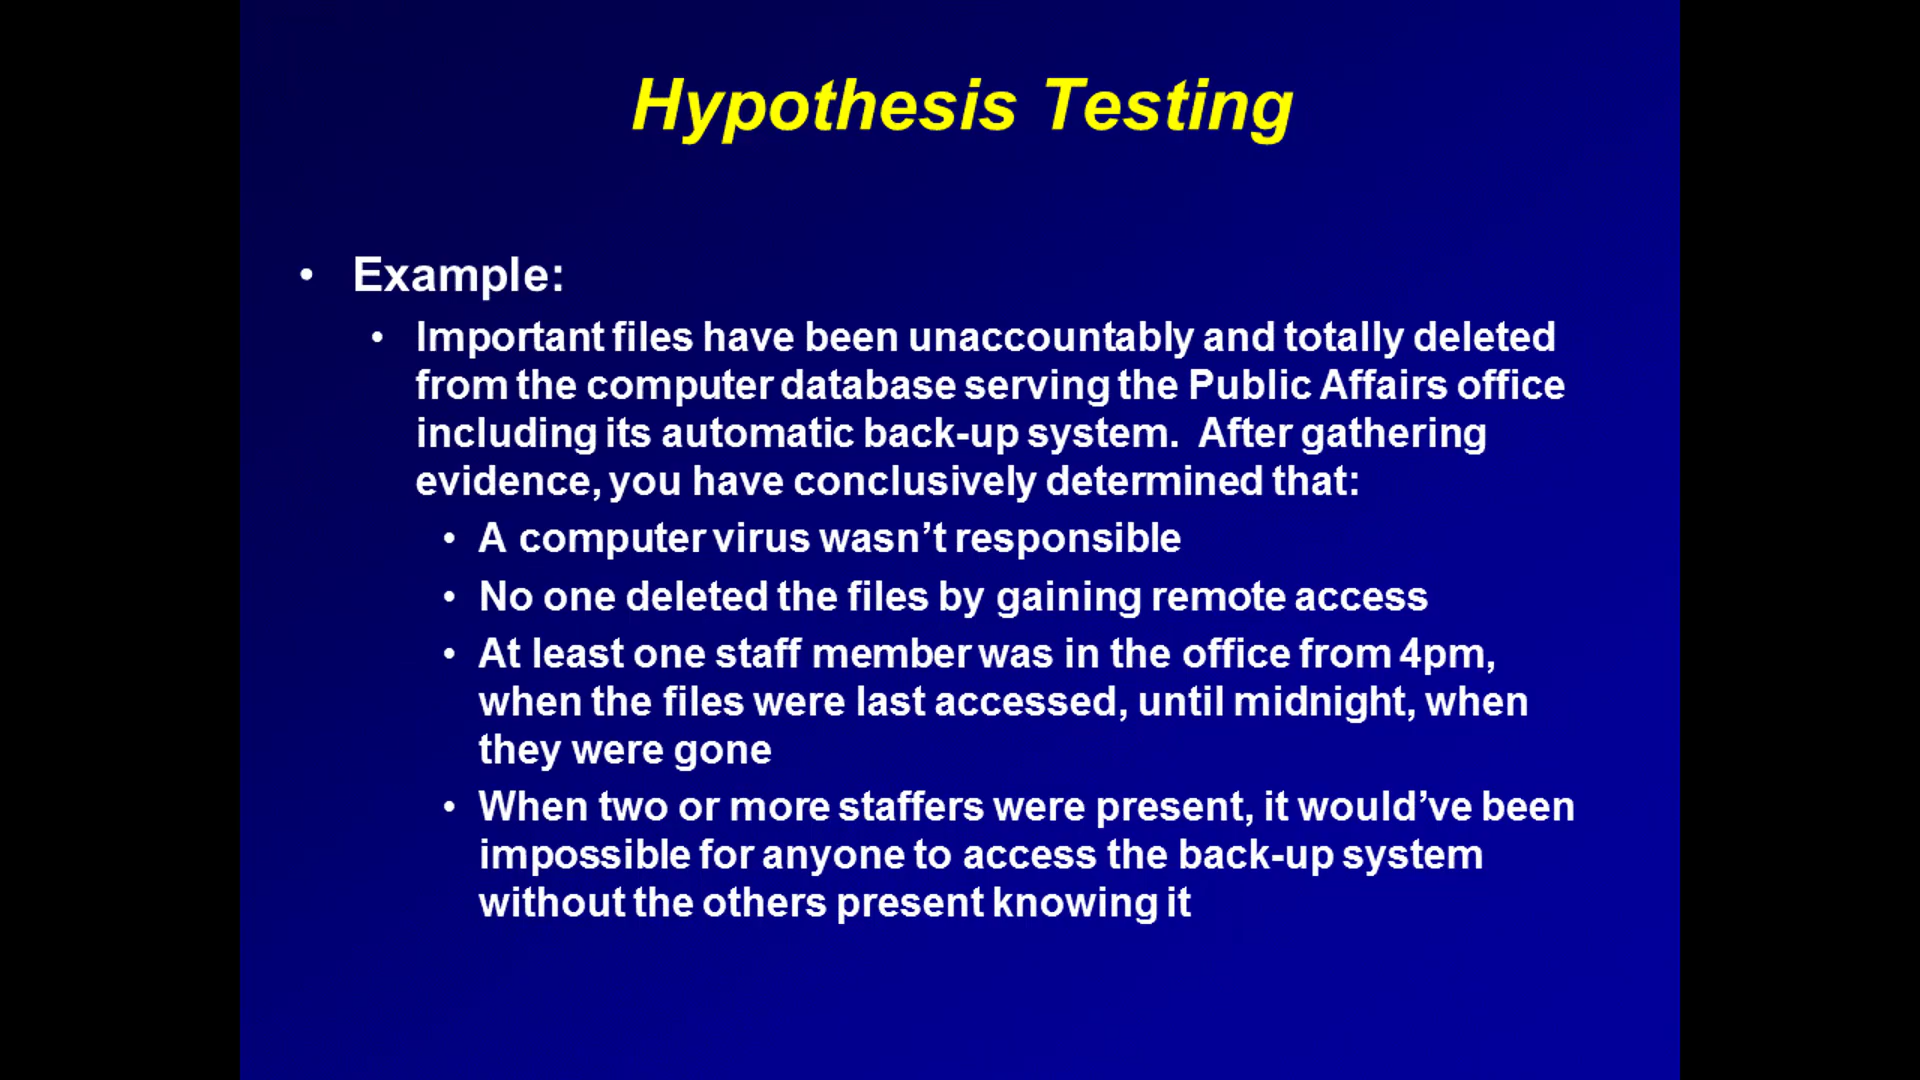 Hypothesis Testing
• Example:
• Important files have been unaccountably and totally deleted
from the computer database serving the Public Affairs office
including its automatic back-up system.  After gathering
evidence, you have conclusively determined that:
• A computer virus wasn’t responsible
• No one deleted the files by gaining remote access
• At least one staff member was in the office from 4pm,
when the files were last accessed, until midnight, when
they were gone
• When two or more staffers were present, it would’ve been
impossible for anyone to access the back-up system
without the others present knowing it